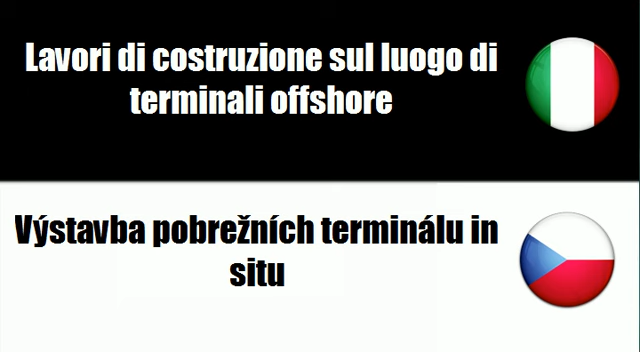 Lavori di costruzione sul luogo di
terminali offshore
Výstavba pobrežních terminálu in
situ